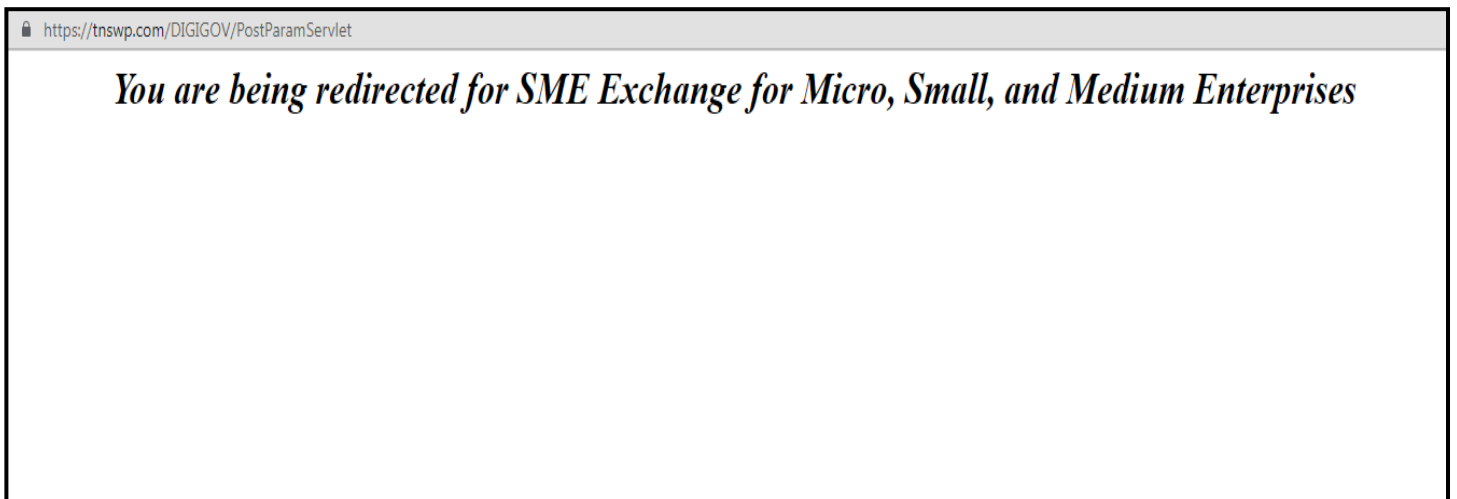 https://tnswp.com/DIGIGOV/PostParamServlet
You are being redirected for SME Exchange for Micro, Small, and Medium Enterprises